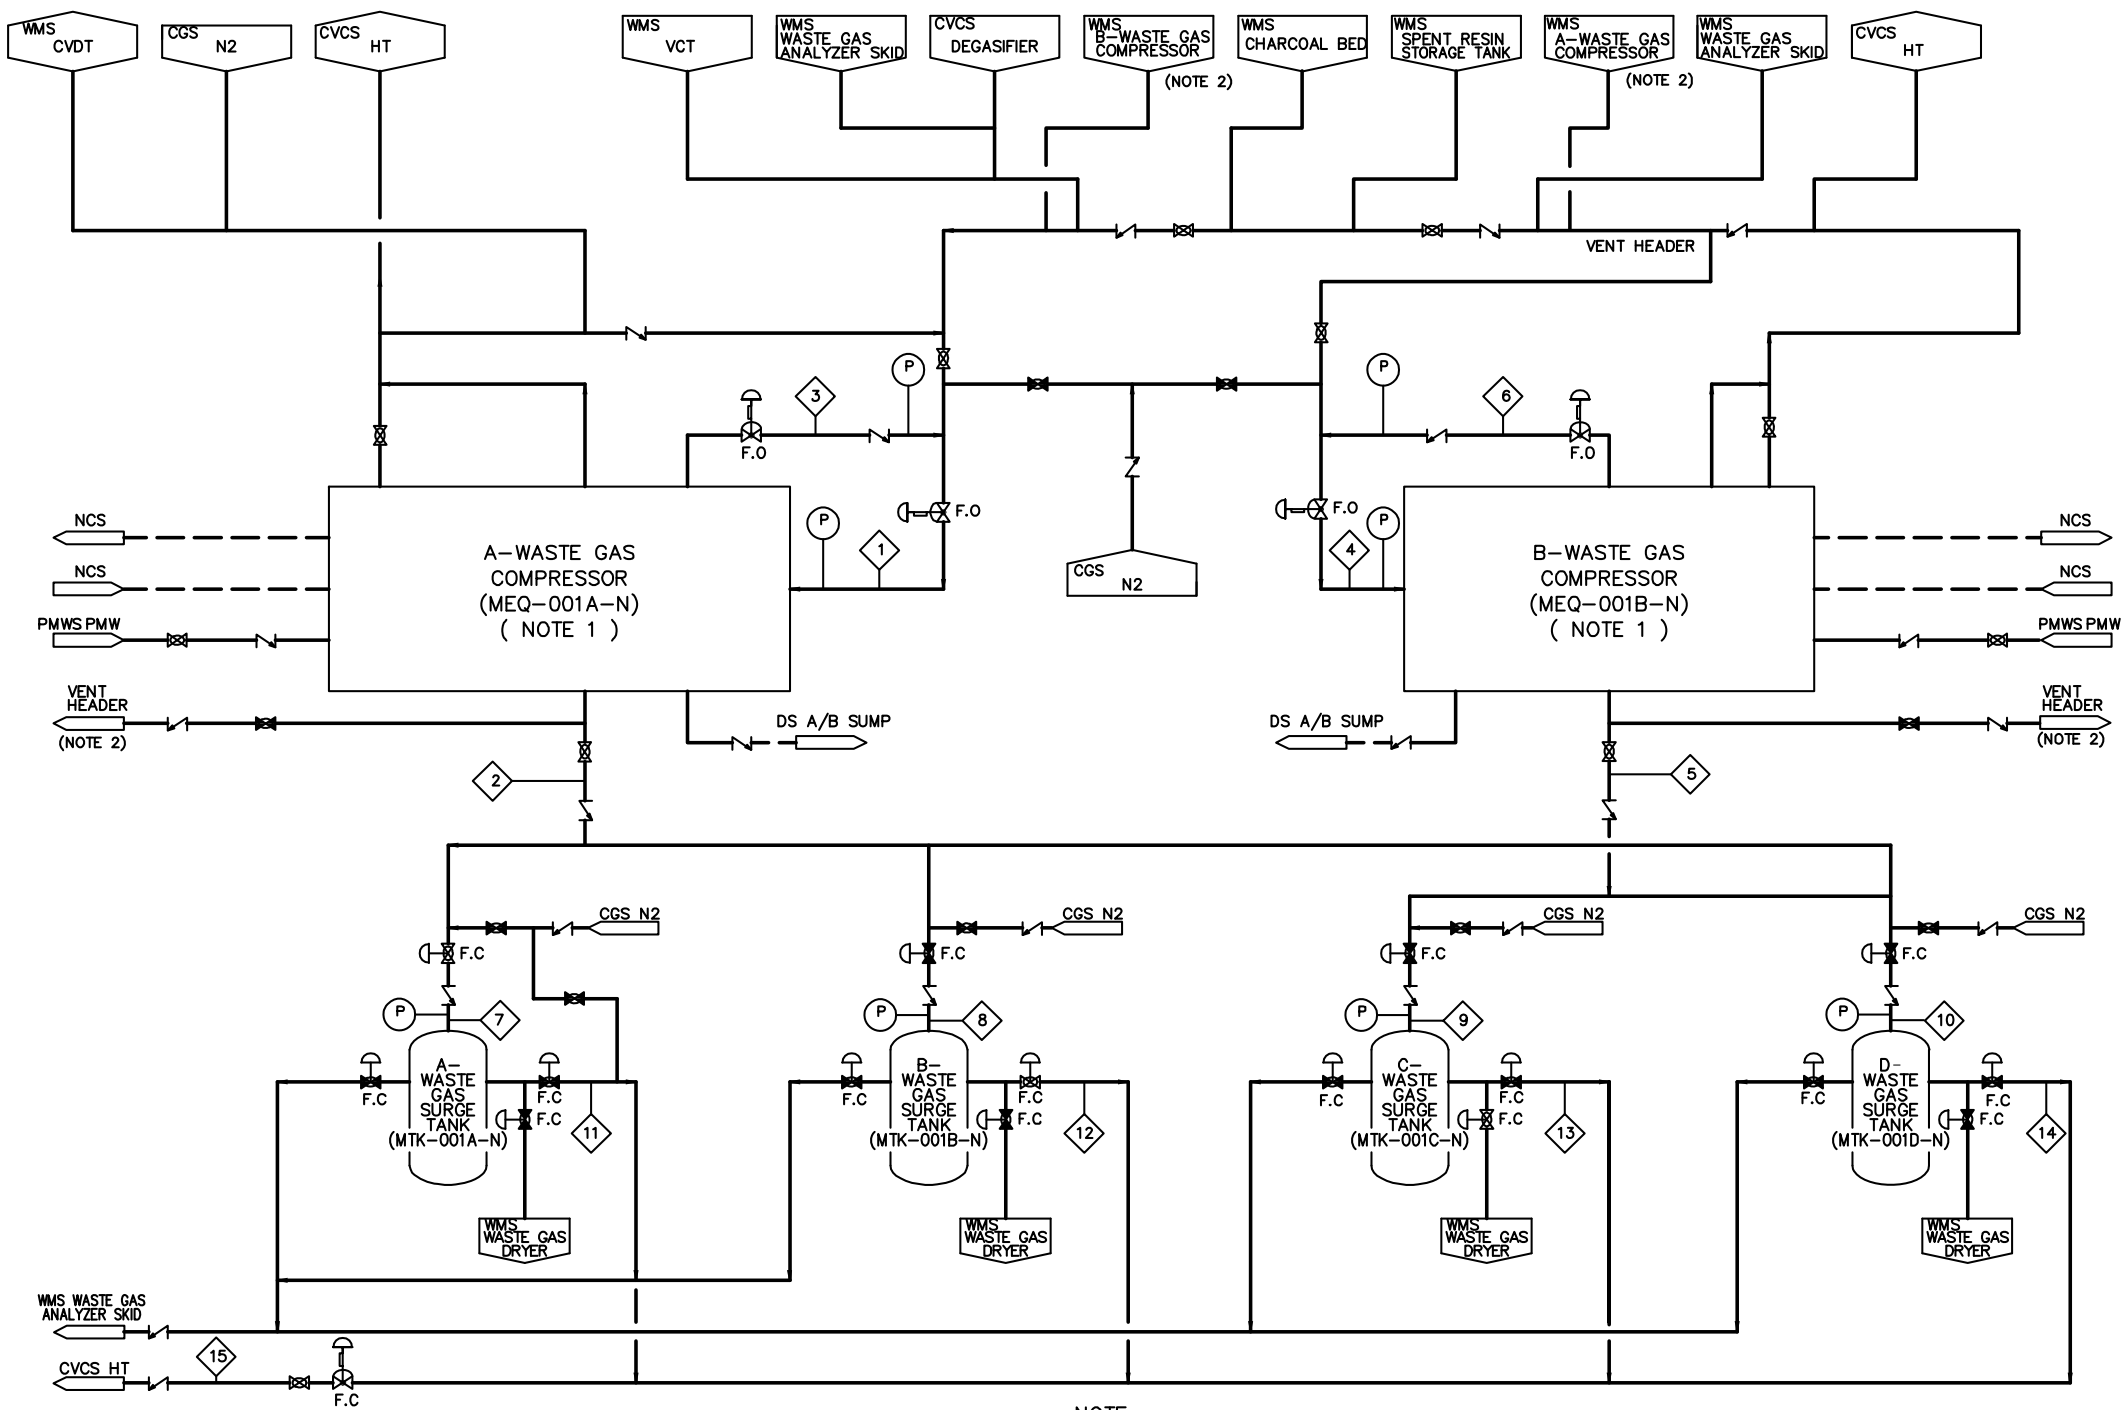 WMS
CVDT
CGS
N2
CVCS
HT
WMS
VCT
WMS
WASTE GAS
ANALYZER SKID
CVCS
DEGASIFIER
WMS
B-WASTE GAS
COMPRESSOR
(NOTE 2)
WMS
CHARCOAL BED
WMS
SPENT RESIN
STORAGE TANK
WMS
A-WASTE GAS
COMPRESSOR
(NOTE 2)
WMS
WASTE GAS
ANALYZER SKID
CVCS
HT
VENT HEADER
P
3
F.O
P
6
F.O
F.O
F.O
P
1
4
P
CGS
N2
NCS
NCS
PMWS PMW
A-WASTE GAS
COMPRESSOR
(MEQ-001A-N)
( NOTE 1 )
B-WASTE GAS
COMPRESSOR
(MEQ-001B-N)
( NOTE 1 )
NCS
NCS
PMWS PMW
VENT
HEADER
(NOTE 2)
DS A/B SUMP
DS A/B SUMP
VENT
HEADER
(NOTE 2)
2
5
CGS N2
CGS N2
CGS N2
CGS N2
F.C
F.C
F.C
F.C
P
7
P
8
P
9
P
10
F.C
A-
WASTE
GAS
SURGE
TANK
(MTK-001A-N)
F.C
F.C
11
F.C
B-
WASTE
GAS
SURGE
TANK
(MTK-001B-N)
F.C
F.C
12
F.C
C-
WASTE
GAS
SURGE
TANK
(MTK-001C-N)
F.C
F.C
13
F.C
D-
WASTE
GAS
SURGE
TANK
(MTK-001D-N)
F.C
F.C
14
WMS
WASTE GAS
DRYER
WMS
WASTE GAS
DRYER
WMS
WASTE GAS
DRYER
WMS
WASTE GAS
DRYER
WMS WASTE GAS
ANALYZER SKID
15
CVCS HT
F.C
NOTE